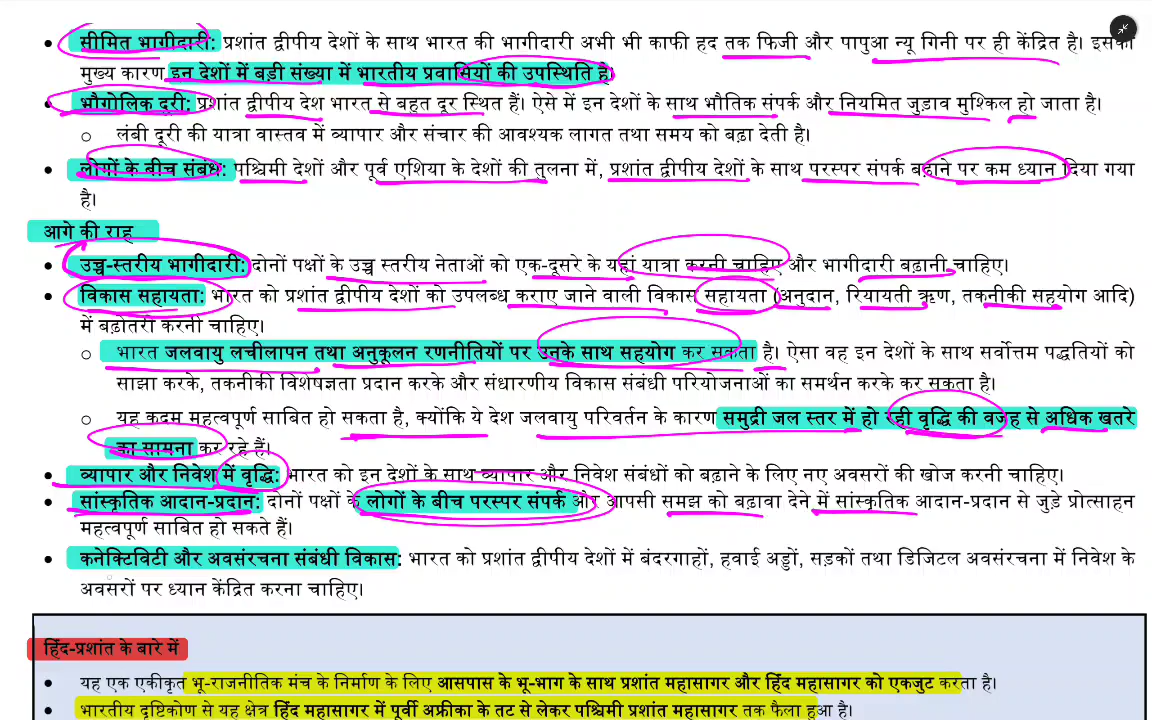 • सीमित भागीदारी: प्रशांत द्वीपीय देशों के साथ भारत की भागीदारी अभी भी काफी हद तक फिजी और पापुआ न्यू गिनी पर ही केंद्रित है। इसका
मुख्य कारण इन देशों में बड़ी संख्या में भारतीय प्रवासियों की उपस्थिति है।
• भौगोलिक दूरी: प्रशांत द्वीपीय देश भारत से बहुत दूर स्थित हैं। ऐसे में इन देशों के साथ भौतिक संपर्क और नियमित जुड़ाव मुश्किल हो जाता है।
o लंबी दूरी की यात्रा वास्तव में व्यापार और संचार की आवश्यक लागत तथा समय को बढ़ा देती है।
• लोगों के बीच संबंध: पश्चिमी देशों और पूर्व एशिया के देशों की तुलना में, प्रशांत द्वीपीय देशों के साथ परस्पर संपर्क बढ़ाने पर कम ध्यान दिया गया
है।
आगे की राह
• उच्च-स्तरीय भागीदारी: दोनों पक्षों के उच्च स्तरीय नेताओं को एक-दूसरे के यहां यात्रा करनी चाहिए और भागीदारी बढ़ानी चाहिए।
• विकास सहायता: भारत को प्रशांत द्वीपीय देशों को उपलब्ध कराए जाने वाली विकास सहायता (अनुदान, रियायती ऋण, तकनीकी सहयोग आदि)
में बढ़ोतरी करनी चाहिए।
o भारत जलवायु लचीलापन तथा अनुकूलन रणनीतियों पर उनके साथ सहयोग कर सकता है। ऐसा वह इन देशों के साथ सर्वोत्तम पद्धतियों को
साझा करके, तकनीकी विशेषज्ञता प्रदान करके और संधारणीय विकास संबंधी परियोजनाओं का समर्थन करके कर सकता है।
o यह कदम महत्वपूर्ण साबित हो सकता है, क्योंकि ये देश जलवायु परिवर्तन के कारण समुद्री जल स्तर में हो रही वृद्धि की वजह से अधिक खतरे
का सामना कर रहे हैं।
• व्यापार और निवेश में वृद्धि: भारत को इन देशों के साथ व्यापार और निवेश संबंधों को बढ़ाने के लिए नए अवसरों की खोज करनी चाहिए।
• सांस्कृतिक आदान-प्रदान: दोनों पक्षों के लोगों के बीच परस्पर संपर्क और आपसी समझ को बढ़ावा देने में सांस्कृतिक आदान-प्रदान से जुड़े प्रोत्साहन
महत्वपूर्ण साबित हो सकते हैं।
• कनेक्टिविटी और अवसंरचना संबंधी विकास: भारत को प्रशांत द्वीपीय देशों में बंदरगाहों, हवाई अड्डों, सड़कों तथा डिजिटल अवसंरचना में निवेश के
अवसरों पर ध्यान केंद्रित करना चाहिए।
हिंद-प्रशांत के बारे में
• यह एक एकीकृत भू-राजनीतिक मंच के निर्माण के लिए आसपास के भू-भाग के साथ प्रशांत महासागर और हिंद महासागर को एकजुट करता है।
• भारतीय दृष्टिकोण से यह क्षेत्र हिंद महासागर में पूर्वी अफ्रीका के तट से लेकर पश्चिमी प्रशांत महासागर तक फैला हुआ है।